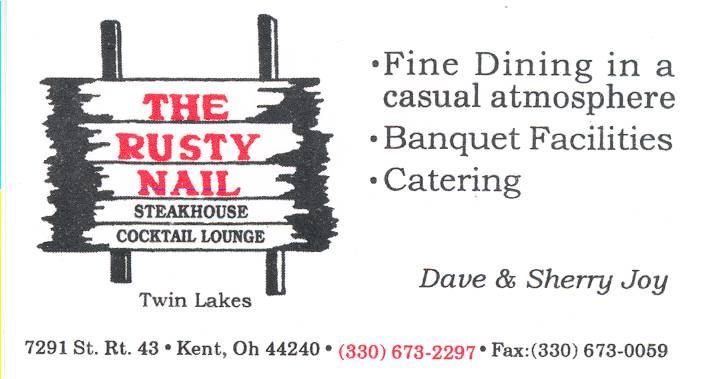 THE
RUSTY
NAIL
STEAKHOUSE
COCKTAIL LOUNGE
Twin Lakes
•Fine Dining in a
casual atmosphere
•Banquet Facilities
•Catering
Dave & Sherry Joy
7291 St. Rt. 43 • Kent, Oh 44240 • (330) 673-2297 • Fax:(330) 673-0059